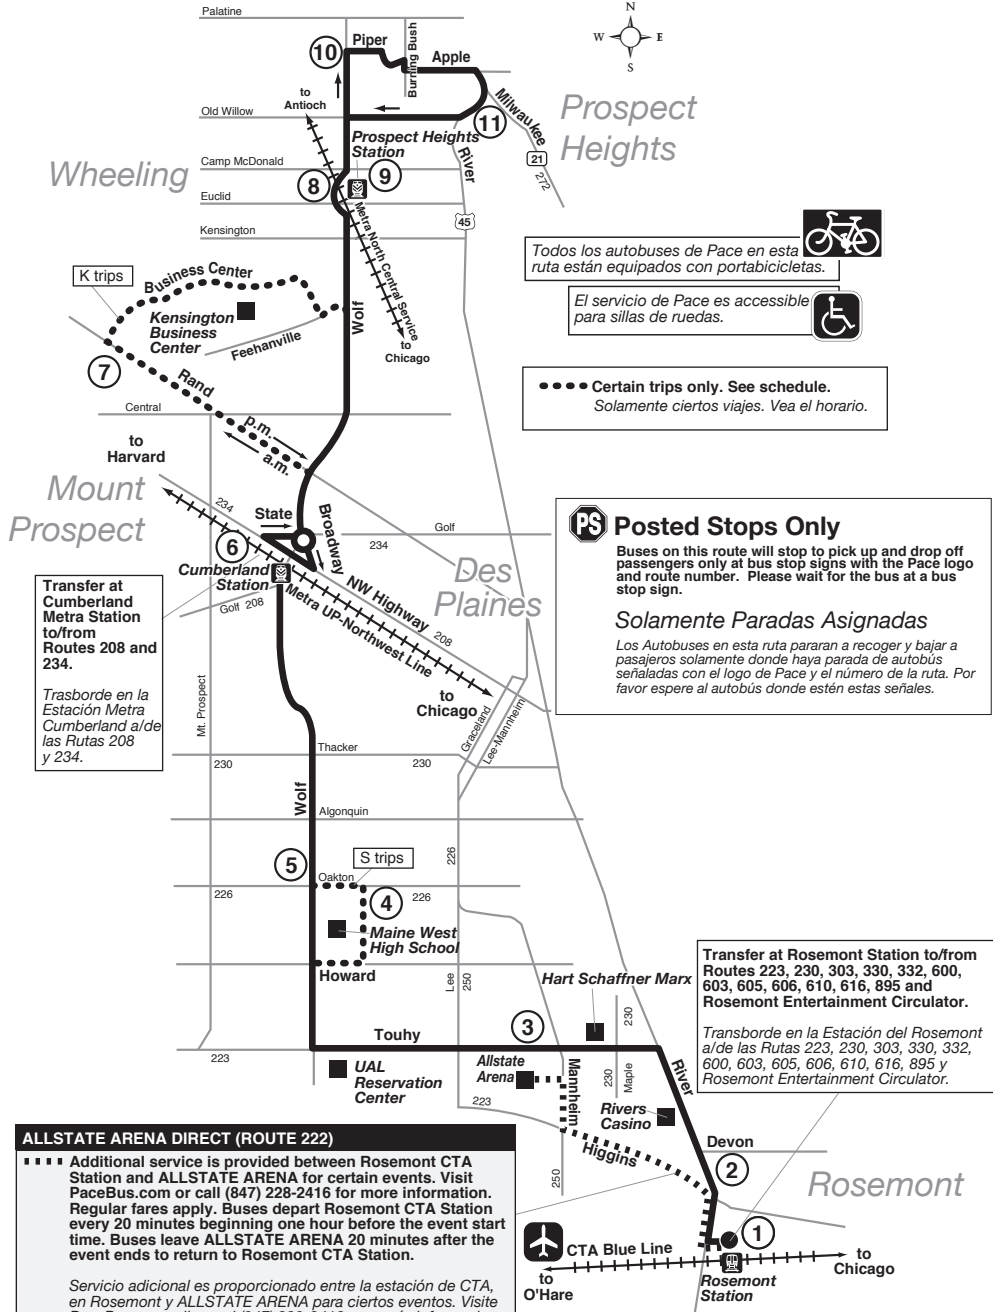 Palatine
N
W
E
S
10
Piper
Burning Bush
Apple
to
Antioch
Old Willow
Milwaukee
11
Prospect
Heights
21
272
River
Prospect Heights
Station
Wheeling
Camp McDonald
8
9
Euclid
Kensington
45
Metra North Central Service
Todos los autobuses de Pace en esta
ruta están equipados con portabicicletas.
El servicio de Pace es accessible
para sillas de ruedas.
K trips
Business Center
Kensington
Business
Center
Feehanville
Wolf
to
Chicago
7
Rand
Certain trips only. See schedule.
Solamente ciertos viajes. Vea el horario.
Central
p.m.
a.m.
to
Harvard
Mount
Prospect
234
State
Broadway
Golf
234
6
Cumberland
Station
Golf 208
NW Highway
208
Metra UP-Northwest Line
Des
Plaines
to
Chicago
PS Posted Stops Only
Buses on this route will stop to pick up and drop off
passengers only at bus stop signs with the Pace logo
and route number. Please wait for the bus at a bus
stop sign.
Solamente Paradas Asignadas
Los Autobuses en esta ruta pararan a recoger y bajar a
pasajeros solamente donde haya parada de autobús
señaladas con el logo de Pace y el número de la ruta. Por
favor espere al autobús donde estén estas señales.
Transfer at
Cumberland
Metra Station
to/from
Routes 208 and
234.
Trasborde en la
Estación Metra
Cumberland a/de
las Rutas 208
y 234.
Mt. Prospect
Graceland
Lee-Mannheim
Thacker
230
230
Wolf
Algonquin
5
S trips
226
Oakton
226
226
4
Maine West
High School
Howard
Lee
250
Hart Schaffner Marx
230
Transfer at Rosemont Station to/from
Routes 223, 230, 303, 330, 332, 600,
603, 605, 606, 610, 616, 895 and
Rosemont Entertainment Circulator.
Transborde en la Estación del Rosemont
a/de las Rutas 223, 230, 303, 330, 332,
600, 603, 605, 606, 610, 616, 895 y
Rosemont Entertainment Circulator.
3
Touhy
223
UAL
Reservation
Center
Allstate
Arena
223
Mannheim
230
Maple
River
Rivers
Casino
Higgins
250
Devon
2
Rosemont
1
CTA Blue Line
to
O'Hare
to
Chicago
Rosemont
Station
ALLSTATE ARENA DIRECT (ROUTE 222)
Additional service is provided between Rosemont CTA
Station and ALLSTATE ARENA for certain events. Visit
PaceBus.com or call (847) 228-2416 for more information.
Regular fares apply. Buses depart Rosemont CTA Station
every 20 minutes beginning one hour before the event start
time. Buses leave ALLSTATE ARENA 20 minutes after the
event ends to return to Rosemont CTA Station.
Servicio adicional es proporcionado entre la estación de CTA,
en Rosemont y ALLSTATE ARENA para ciertos eventos. Visite